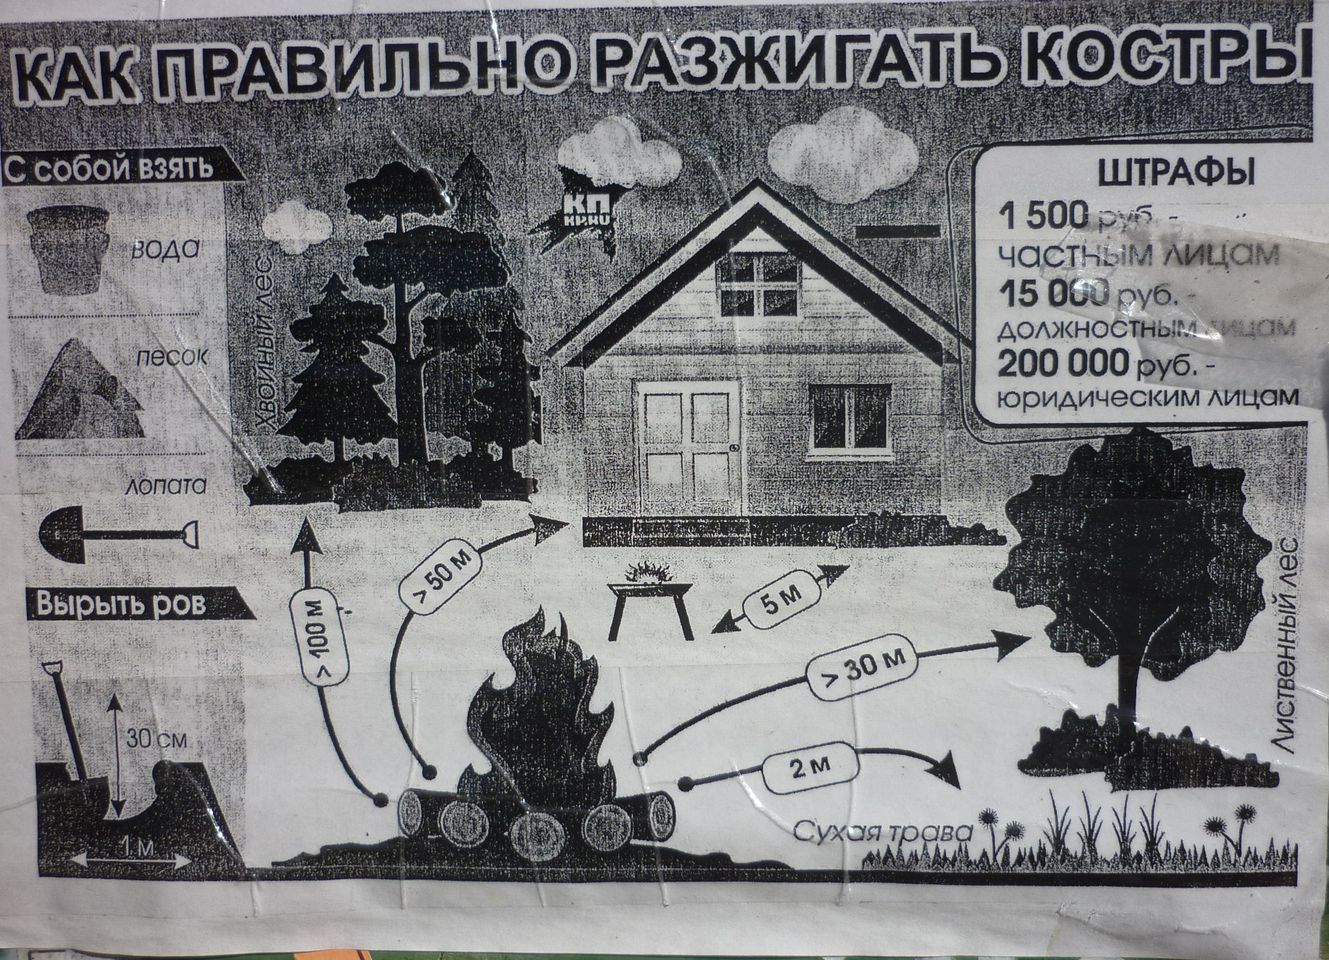 КАК ПРАВИЛЬНО РАЗЖИГАТЬ КОСТРЫ
С собой взять
вода
песок
лопата
Вырыть ров
30 см
1 м
Хвойный лес
КП
KP.RU
ШТРАФЫ
1 500 руб. -
частным лицам
15 000 руб. -
должностным лицам
200 000 руб. -
юридическим лицам
> 100 м
> 50 м
5 м
> 30 м
2 м
Сухая трава
Лиственный лес